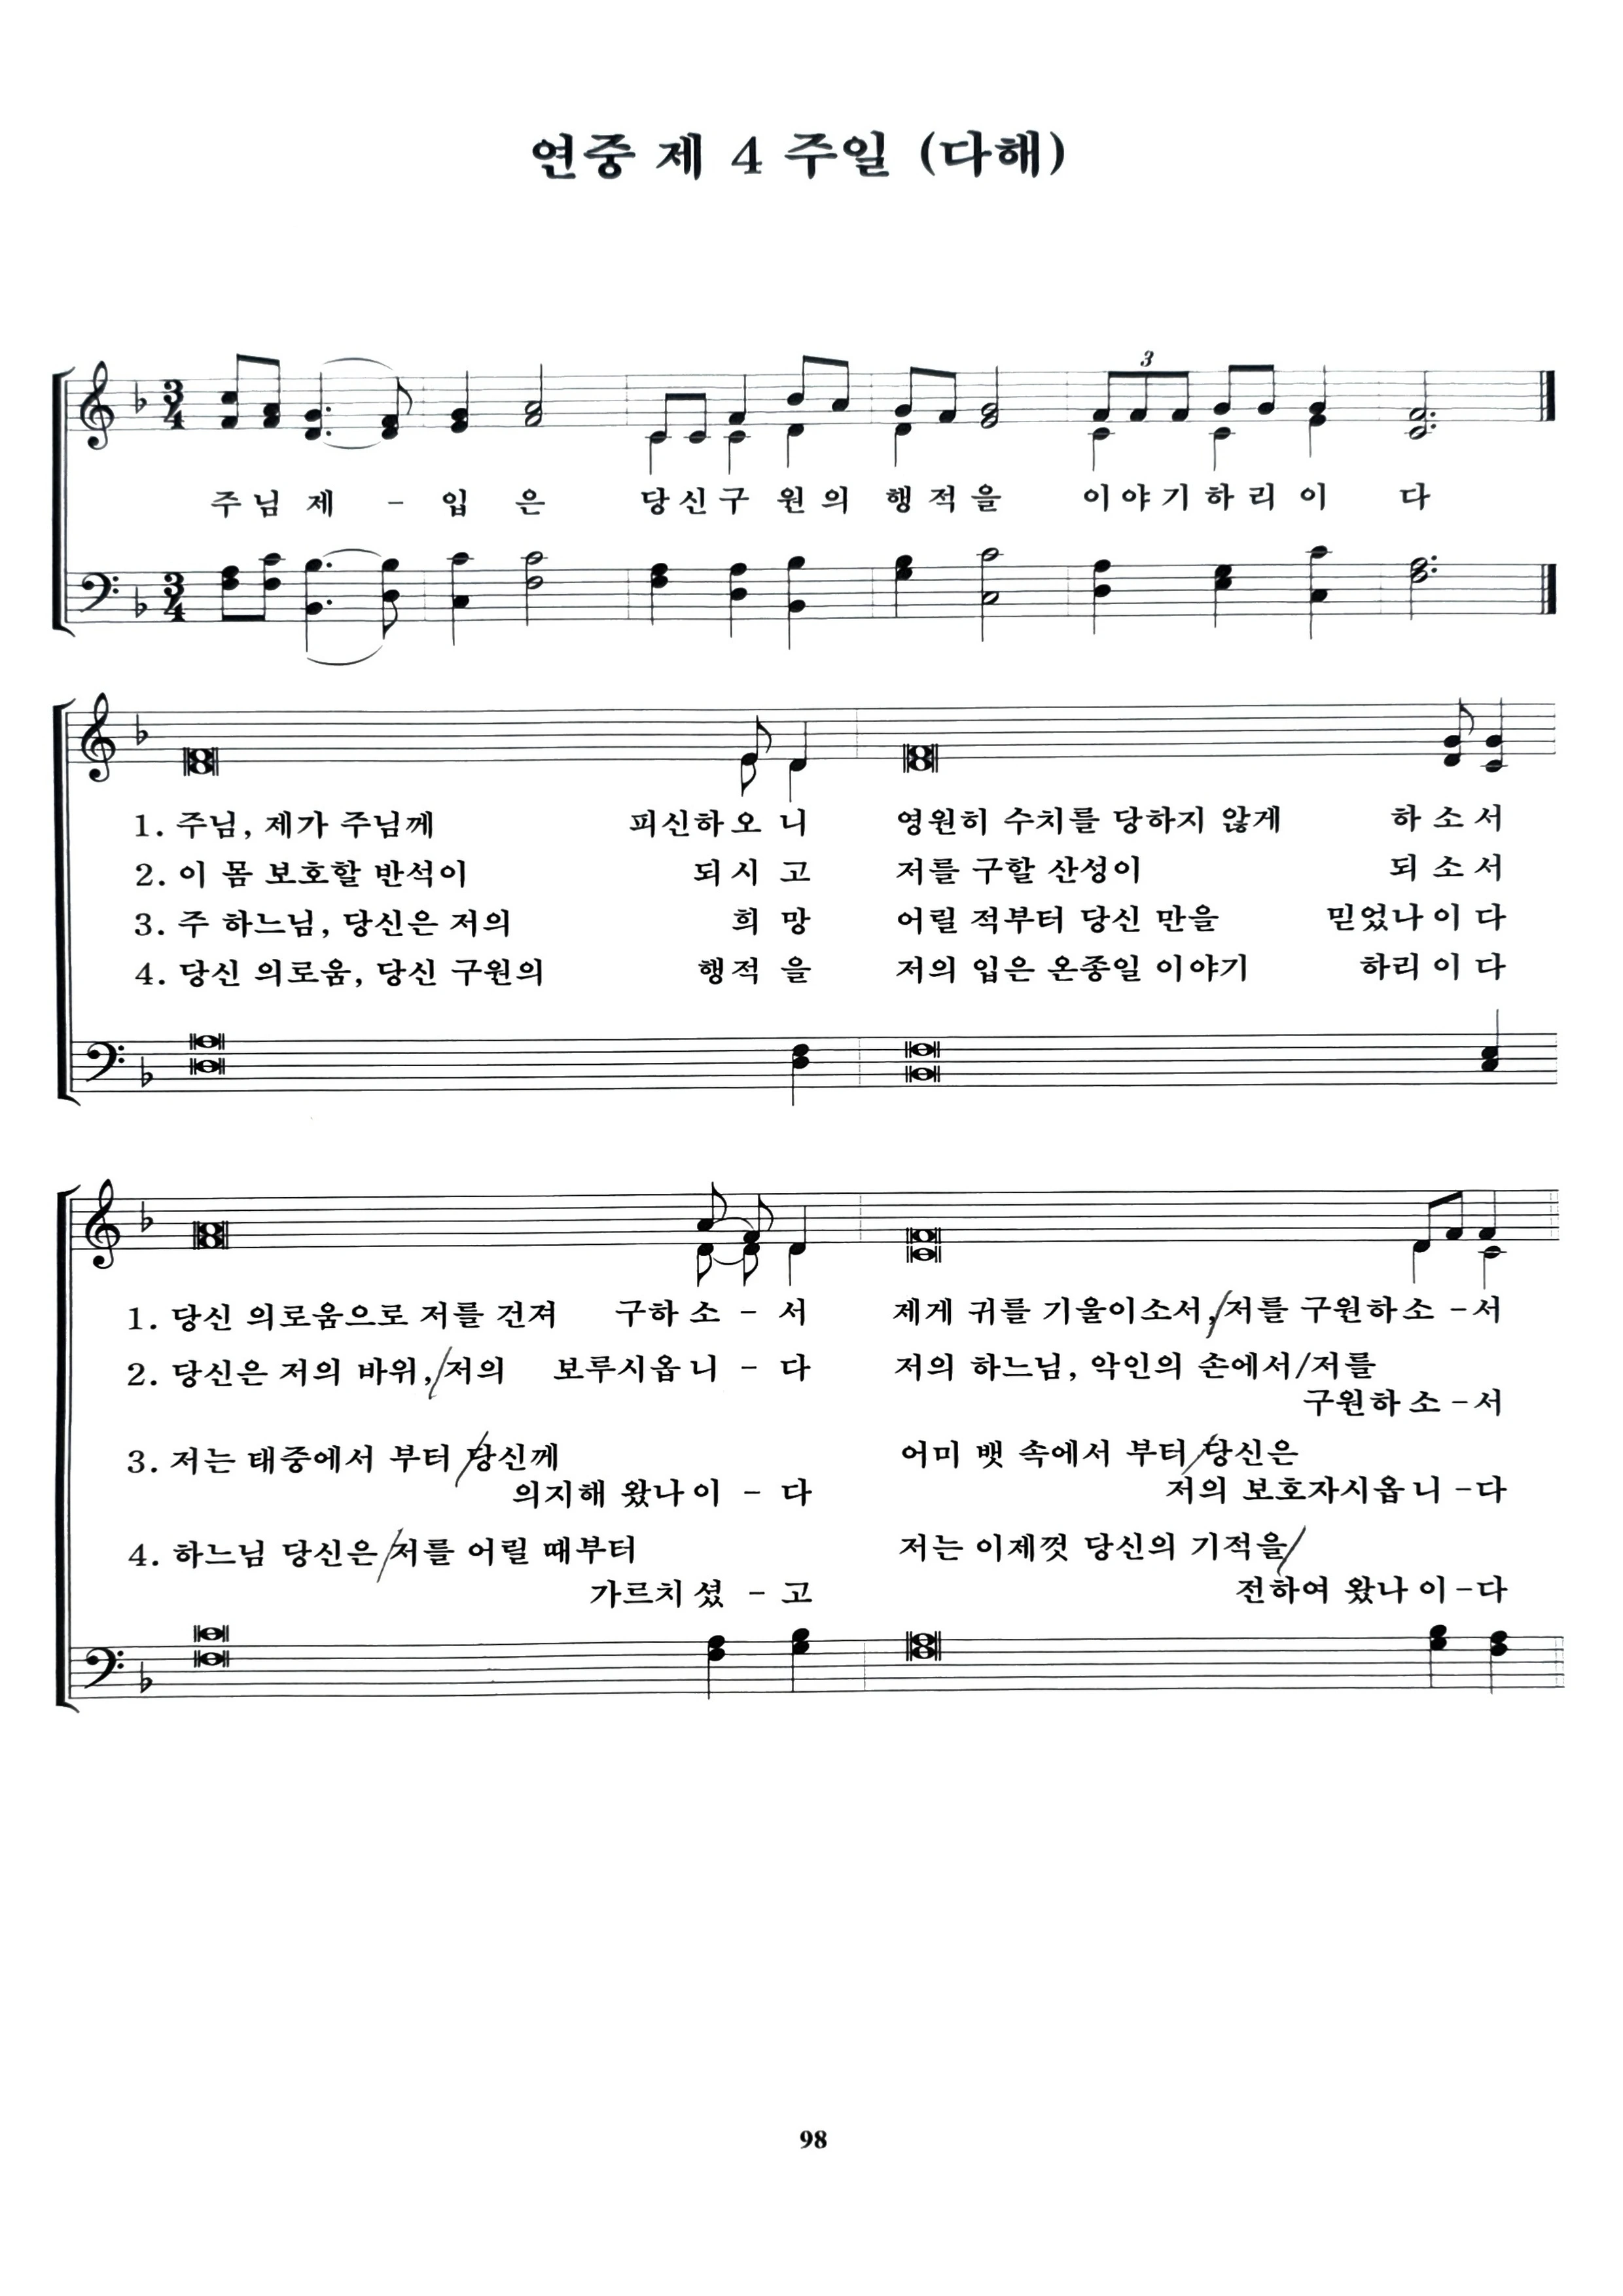 연중 제 4 주일 (다해)
3
주님 제 - 입 은 당신구 원의 행적을 이야기하리이 다
1. 주님, 제가 주님께 피신하오 니 영원히 수치를 당하지 않게 하 소 서
2. 이 몸 보호할 반석이 되시 고 저를 구할 산성이 되 소 서
3. 주 하느님, 당신은 저의 희 망 어릴 적부터 당신 만을 믿었나 이 다
4. 당신 의로움, 당신 구원의 행적 을 저의 입은 온종일 이야기 하리 이 다
1. 당신 의로움으로 저를 건져 구하 소 - 서 제게 귀를 기울이소서,/저를 구원하소 -서
2. 당신은 저의 바위,/저의 보루시옵니 - 다 저의 하느님, 악인의 손에서/저를
구원하 소 -서
3. 저는 태중에서 부터/당신께 어미 뱃 속에서 부터/당신은
의지해 왔나이 - 다 저의 보호자시옵니 -다
4. 하느님 당신은/저를 어릴 때부터 저는 이제껏 당신의 기적을/
가르치셨 - 고 전하여 왔나 이-다
98